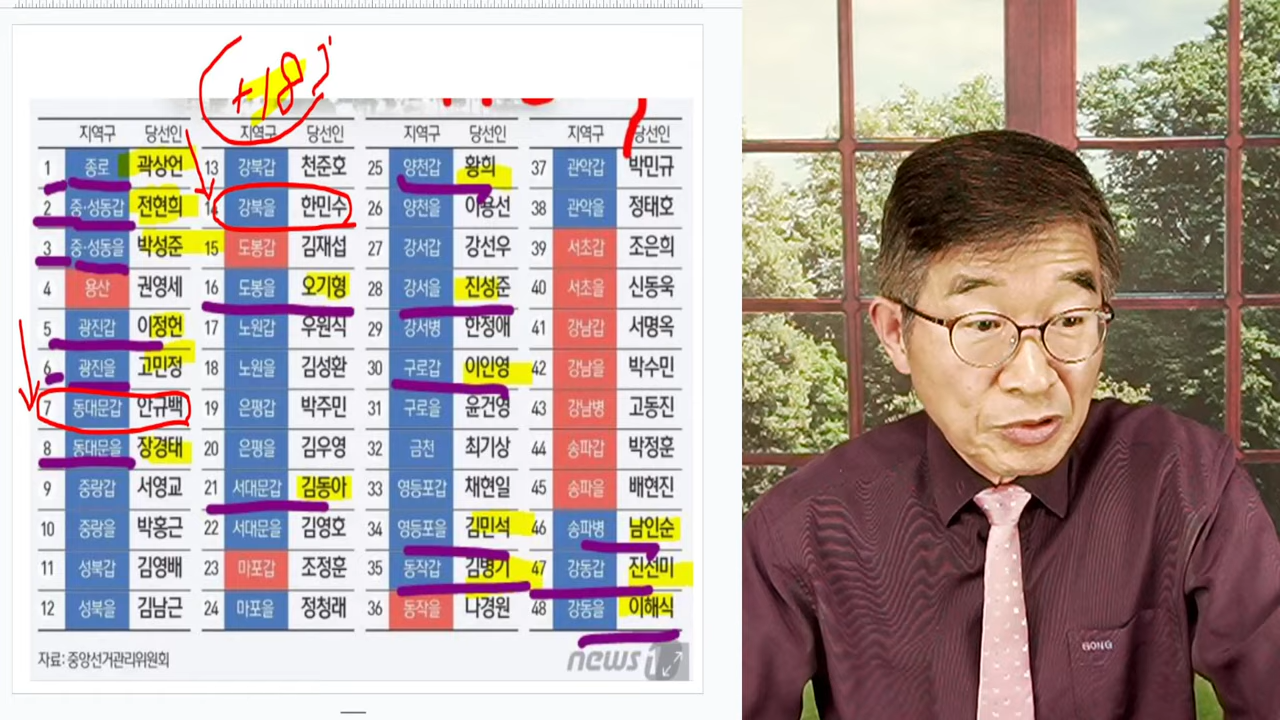 +18
지역구 당선인 지역구 당선인 지역구 당선인 지역구 당선인
1 종로 곽상언 13 강북갑 천준호 25 양천갑 황희 37 관악갑 박민규
2 중·성동갑 전현희 14 강북을 한민수 26 양천을 이용선 38 관악을 정태호
3 중·성동을 박성준 15 도봉갑 김재섭 27 강서갑 강선우 39 서초갑 조은희
4 용산 권영세 16 도봉을 오기형 28 강서을 진성준 40 서초을 신동욱
5 광진갑 이정헌 17 노원갑 우원식 29 강서병 한정애 41 강남갑 서명옥
6 광진을 고민정 18 노원을 김성환 30 구로갑 이인영 42 강남을 박수민
7 동대문갑 안규백 19 은평갑 박주민 31 구로을 윤건영 43 강남병 고동진
8 동대문을 장경태 20 은평을 김우영 32 금천 최기상 44 송파갑 박정훈
9 중랑갑 서영교 21 서대문갑 김동아 33 영등포갑 채현일 45 송파을 배현진
10 중랑을 박홍근 22 서대문을 김영호 34 영등포을 김민석 46 송파병 남인순
11 성북갑 김영배 23 마포갑 조정훈 35 동작갑 김병기 47 강동갑 진선미
12 성북을 김남근 24 마포을 정청래 36 동작을 나경원 48 강동을 이해식
자료: 중앙선거관리위원회
news1
GONG